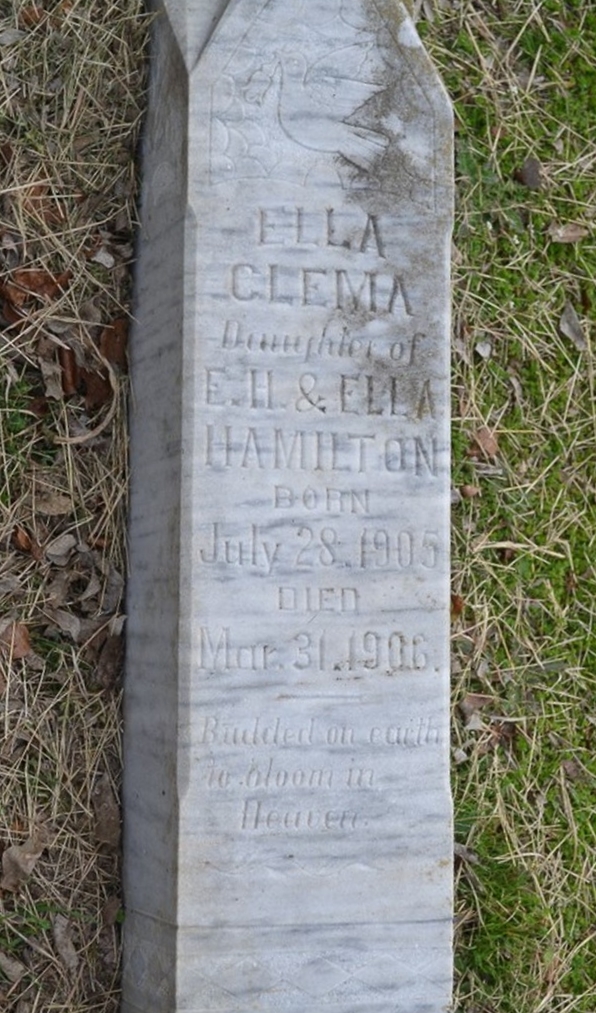 ELLA
CLEMA
Daughter of
E.H. & ELLA
HAMILTON
BORN
July 28.1905
DIED
Mar.31.1906.
Budded on earth
to bloom in
Heaven.